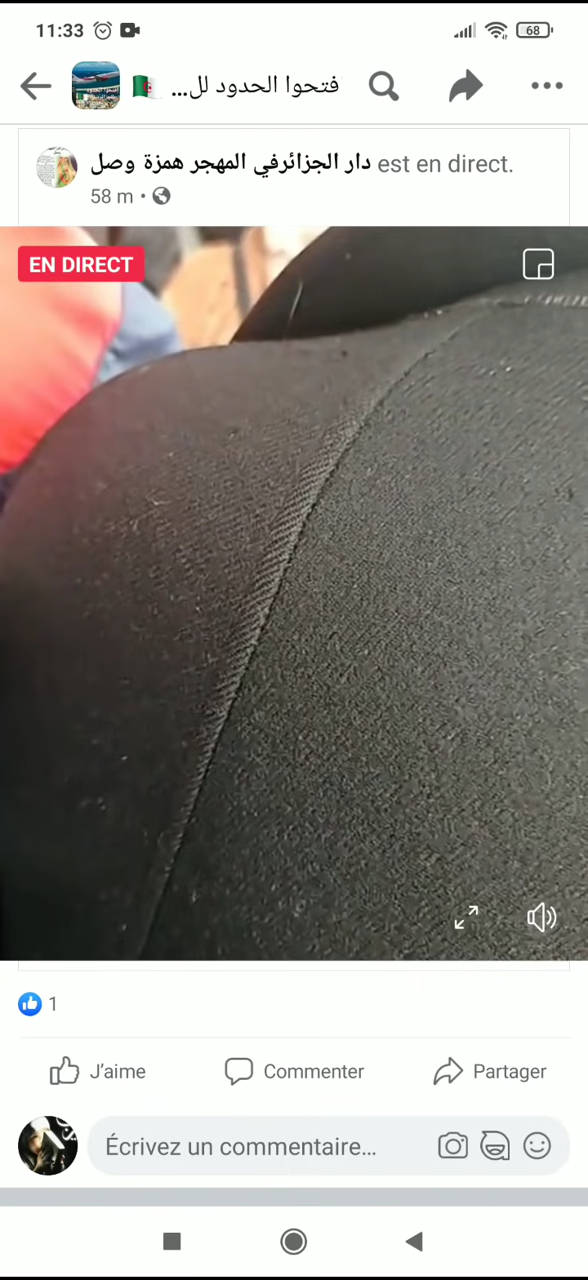 11:33
68
فتحوا الحدود لل...
دار الجزائرفي المهجر همزة وصل est en direct.
58 m
EN DIRECT
1
J'aime
Commenter
Partager
Écrivez un commentaire...